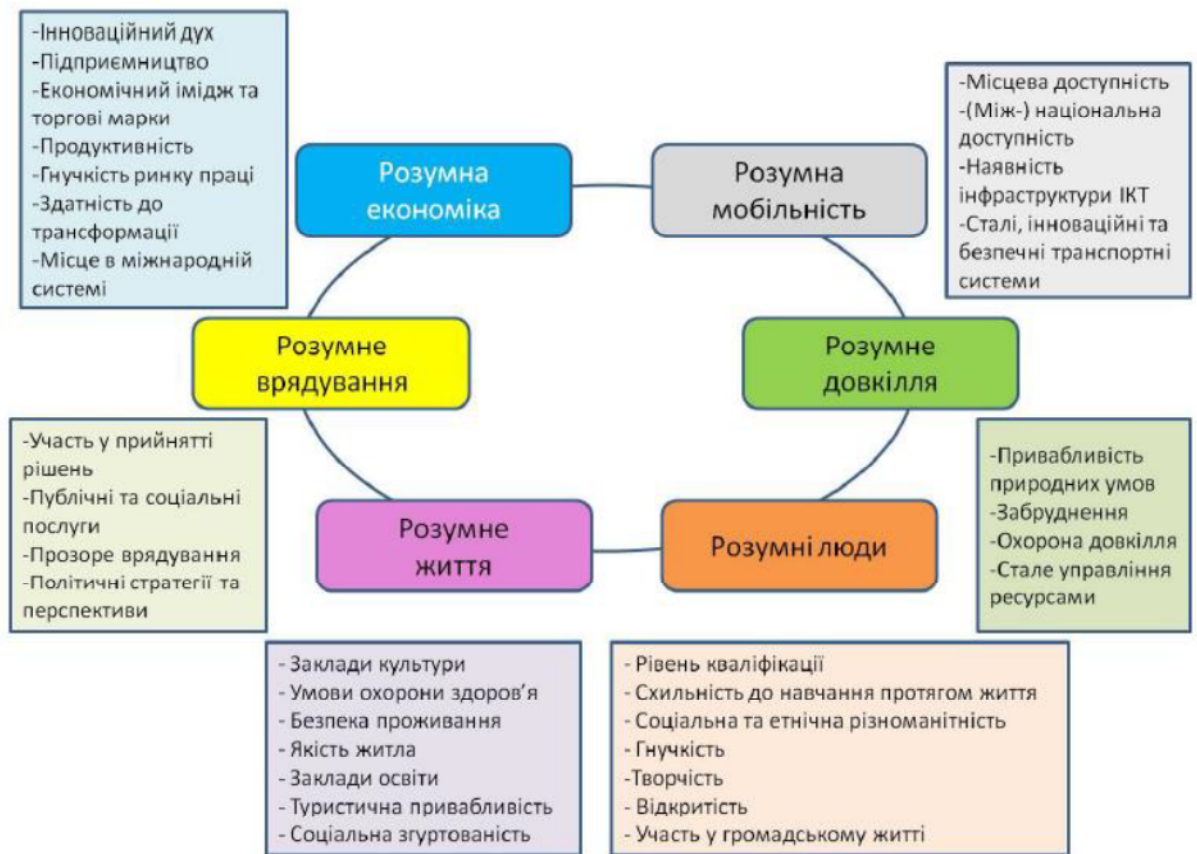 -Інноваційний дух
-Підприємництво
-Економічний імідж та
торгові марки
-Продуктивність
-Гнучкість ринку праці
-Здатність до
трансформації
-Місце в міжнародній
системі
Розумна
економіка
Розумна
мобільність
-Місцева доступність
-(Між-) національна
доступність
-Наявність
інфраструктури ІКТ
-Сталі, інноваційні та
безпечні транспортні
системи
Розумне
врядування
Розумне
довкілля
-Участь у прийнятті
рішень
-Публічні та соціальні
послуги
-Прозоре врядування
-Політичні стратегії та
перспективи
Розумне
життя
Розумні люди
-Привабливість
природних умов
-Забруднення
-Охорона довкілля
-Стале управління
ресурсами
- Заклади культури
- Умови охорони здоров’я
- Безпека проживання
- Якість житла
- Заклади освіти
- Туристична привабливість
- Соціальна згуртованість
- Рівень кваліфікації
- Схильність до навчання протягом життя
- Соціальна та етнічна різноманітність
- Гнучкість
-Творчість
- Відкритість
- Участь у громадському житті